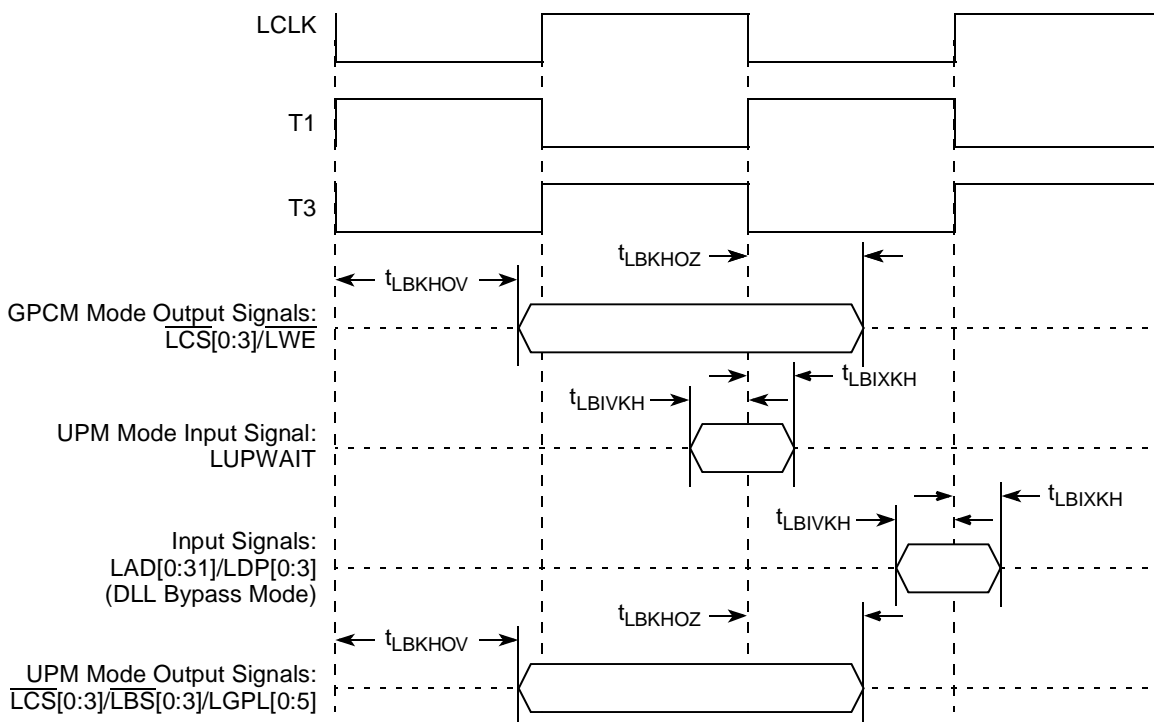 LCLK
T1
T3
tLBKHOZ
tLBKHOV
GPCM Mode Output Signals:
LCS[0:3]/LWE
tLBIXKH
tLBIVKH
UPM Mode Input Signal:
LUPWAIT
tLBIXKH
tLBIVKH
Input Signals:
LAD[0:31]/LDP[0:3]
(DLL Bypass Mode)
tLBKHOZ
tLBKHOV
UPM Mode Output Signals:
LCS[0:3]/LBS[0:3]/LGPL[0:5]